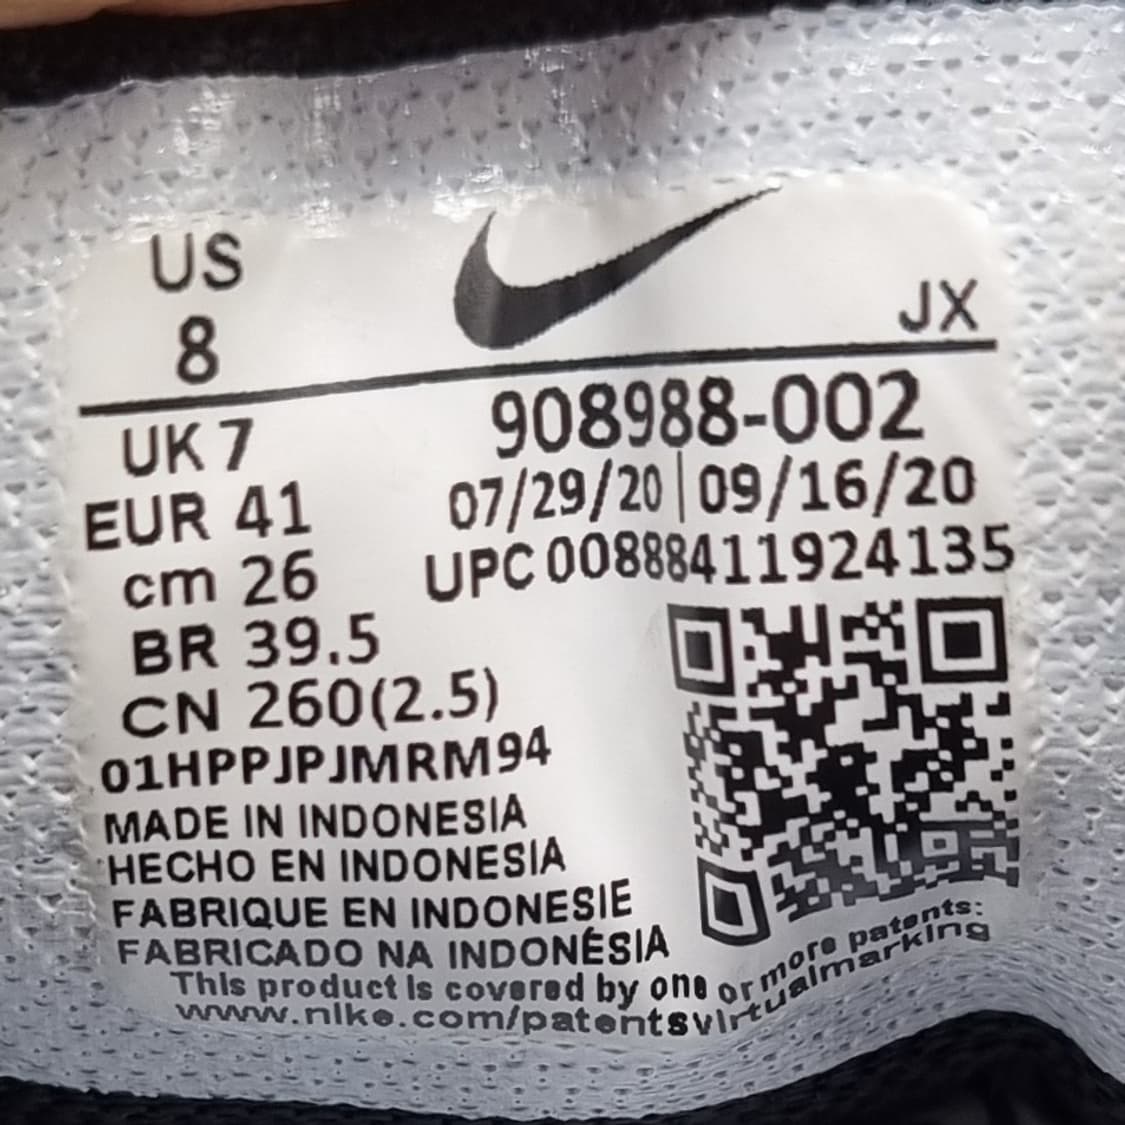 US
8
JX
UK 7
908988-002
EUR 41
07/29/20|09/16/20
cm 26
UPC 00888411924135
BR 39.5
CN 260(2.5)
01HPPJPJMRM94
MADE IN INDONESIA
HECHO EN INDONESIA
FABRIQUE EN INDONESIE
FABRICADO NA INDONÉSIA
This product is covered by one or more patents:
www.nike.com/patentsvirtualmarking